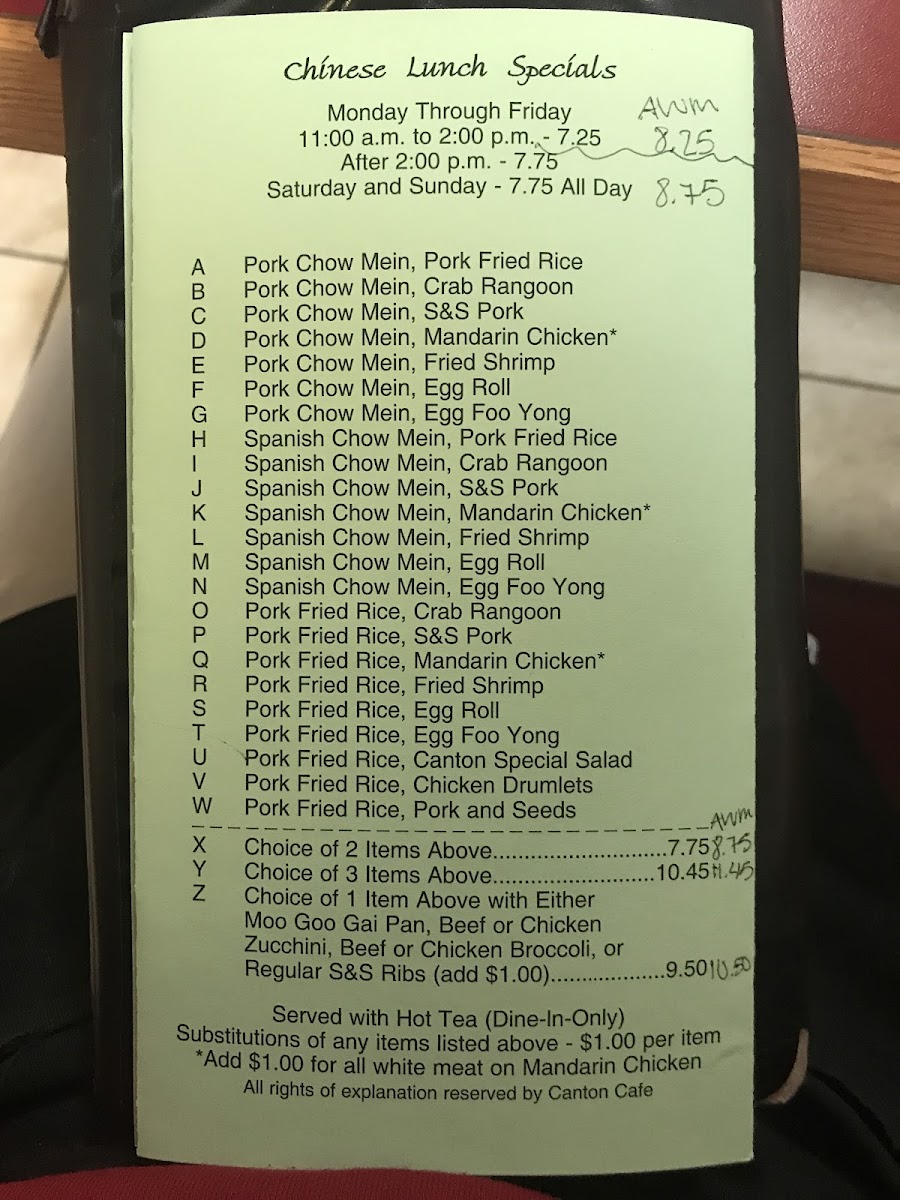 Chinese Lunch Specials
Monday Through Friday AWM
11:00 a.m. to 2:00 p.m. - 7.25 8.25
After 2:00 p.m. - 7.75
Saturday and Sunday - 7.75 All Day 8.75
A Pork Chow Mein, Pork Fried Rice
B Pork Chow Mein, Crab Rangoon
C Pork Chow Mein, S&S Pork
D Pork Chow Mein, Mandarin Chicken*
E Pork Chow Mein, Fried Shrimp
F Pork Chow Mein, Egg Roll
G Pork Chow Mein, Egg Foo Yong
H Spanish Chow Mein, Pork Fried Rice
I Spanish Chow Mein, Crab Rangoon
J Spanish Chow Mein, S&S Pork
K Spanish Chow Mein, Mandarin Chicken*
L Spanish Chow Mein, Fried Shrimp
M Spanish Chow Mein, Egg Roll
N Spanish Chow Mein, Egg Foo Yong
O Pork Fried Rice, Crab Rangoon
P Pork Fried Rice, S&S Pork
Q Pork Fried Rice, Mandarin Chicken*
R Pork Fried Rice, Fried Shrimp
S Pork Fried Rice, Egg Roll
T Pork Fried Rice, Egg Foo Yong
U Pork Fried Rice, Canton Special Salad
V Pork Fried Rice, Chicken Drumlets
W Pork Fried Rice, Pork and Seeds
AWM
X Choice of 2 Items Above............................7.75 8.75
Y Choice of 3 Items Above..........................10.45 11.45
Z Choice of 1 Item Above with Either
Moo Goo Gai Pan, Beef or Chicken
Zucchini, Beef or Chicken Broccoli, or
Regular S&S Ribs (add $1.00)..................9.50 10.50
Served with Hot Tea (Dine-In-Only)
Substitutions of any items listed above - $1.00 per item
*Add $1.00 for all white meat on Mandarin Chicken
All rights of explanation reserved by Canton Cafe